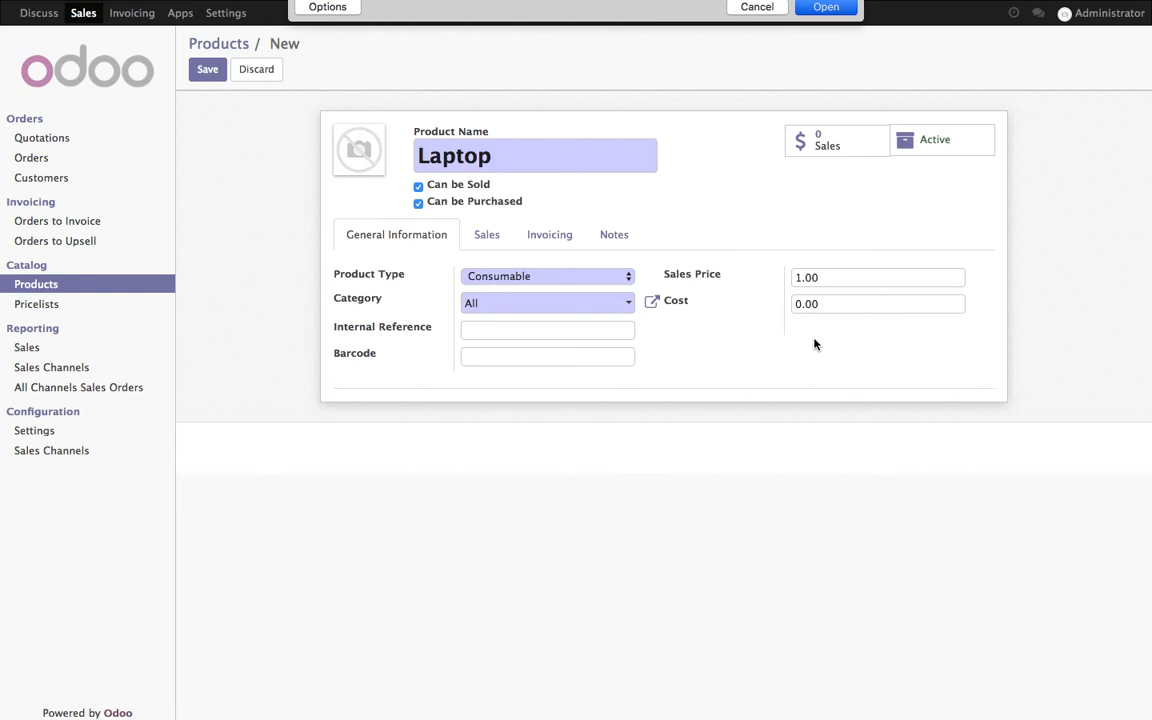 Options
Cancel
Open
Discuss
Sales
Invoicing
Apps
Settings
Administrator
odoo
Products / New
Save
Discard
Orders
Quotations
Orders
Customers
Invoicing
Orders to Invoice
Orders to Upsell
Catalog
Products
Pricelists
Reporting
Sales
Sales Channels
All Channels Sales Orders
Configuration
Settings
Sales Channels
Powered by Odoo
Product Name
Laptop
Can be Sold
Can be Purchased
$ 0
Sales
Active
General Information
Sales
Invoicing
Notes
Product Type
Consumable
Category
All
Internal Reference
Barcode
Sales Price
1.00
Cost
0.00